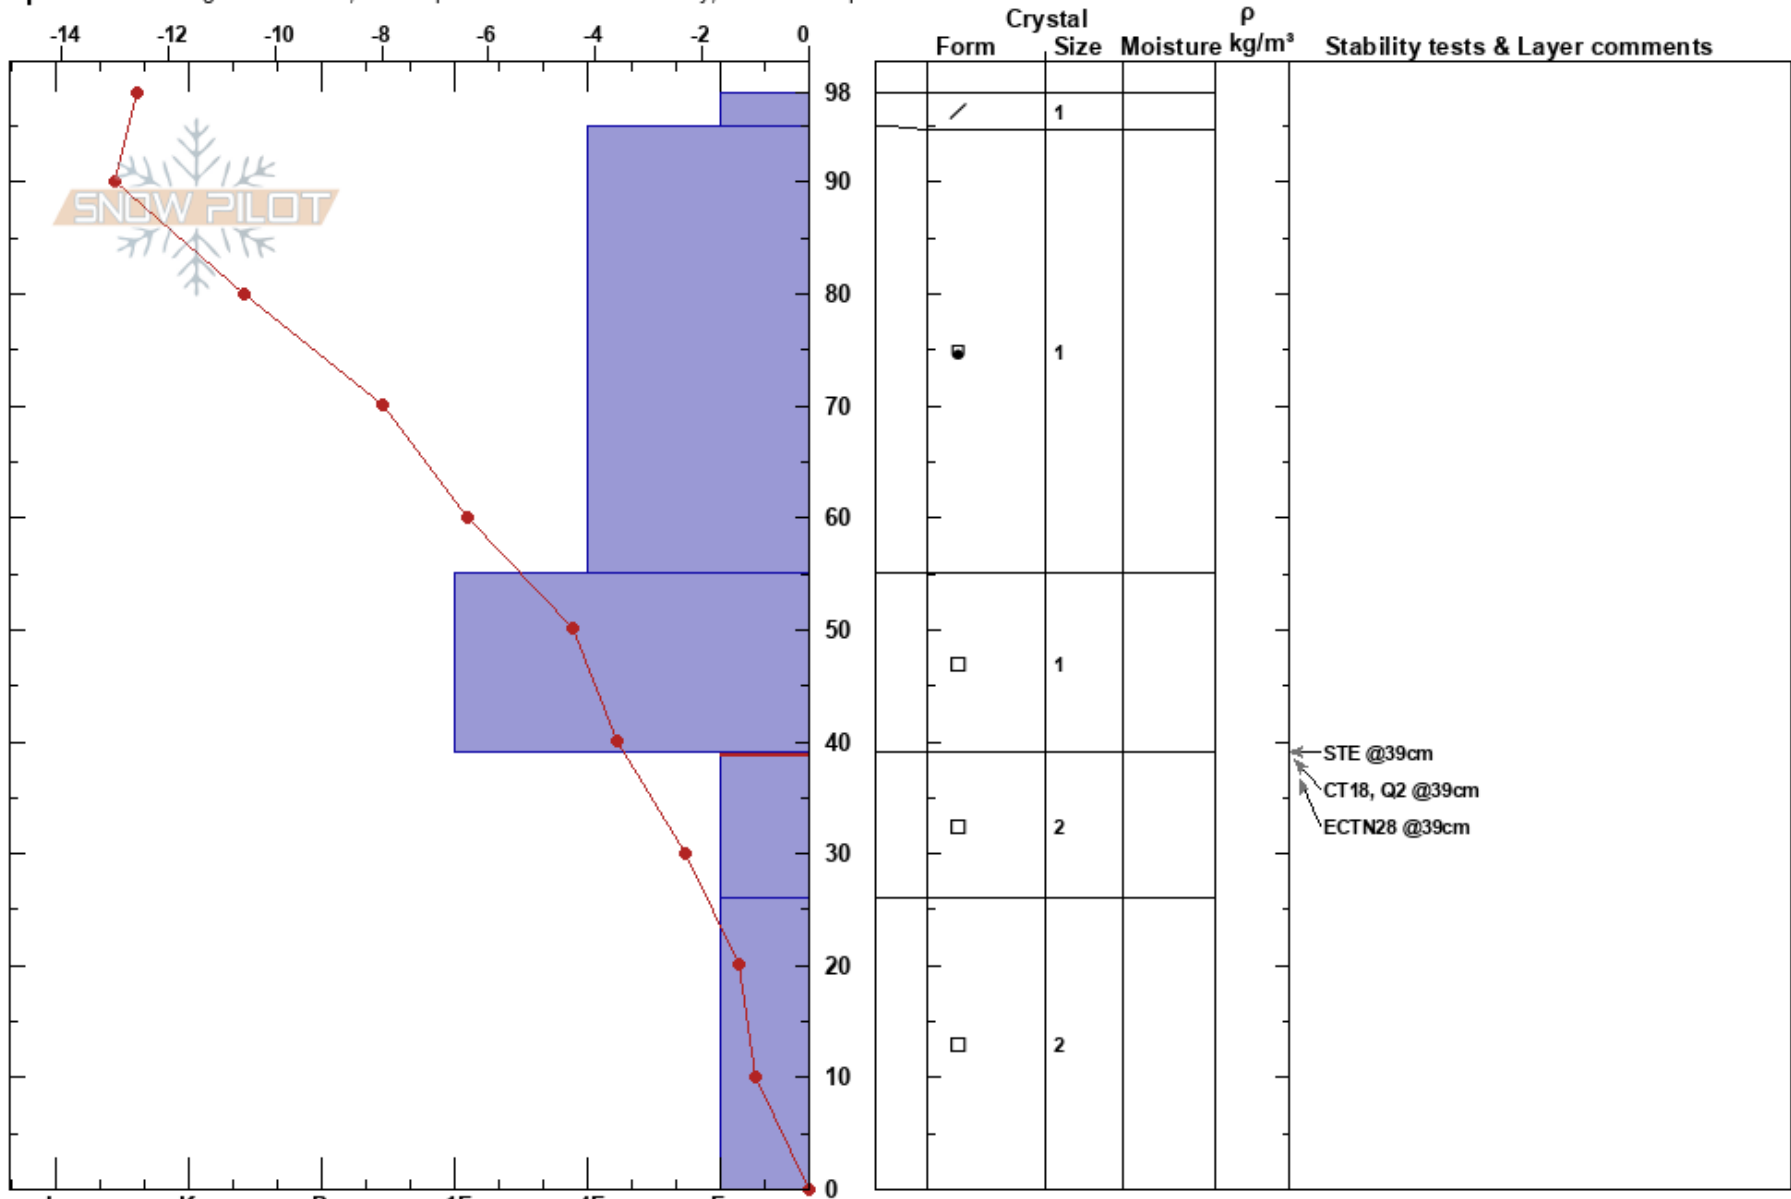 Crystal ρ
Form Size Moisture kg/m³ Stability tests & Layer comments
-14 -12 -10 -8 -6 -4 -2 0
98
1
90
SNOW PILOT
80
1
70
60
50
1
40
STE @39cm
CT18, Q2 @39cm
ECTN28 @39cm
2
30
20
2
10
0